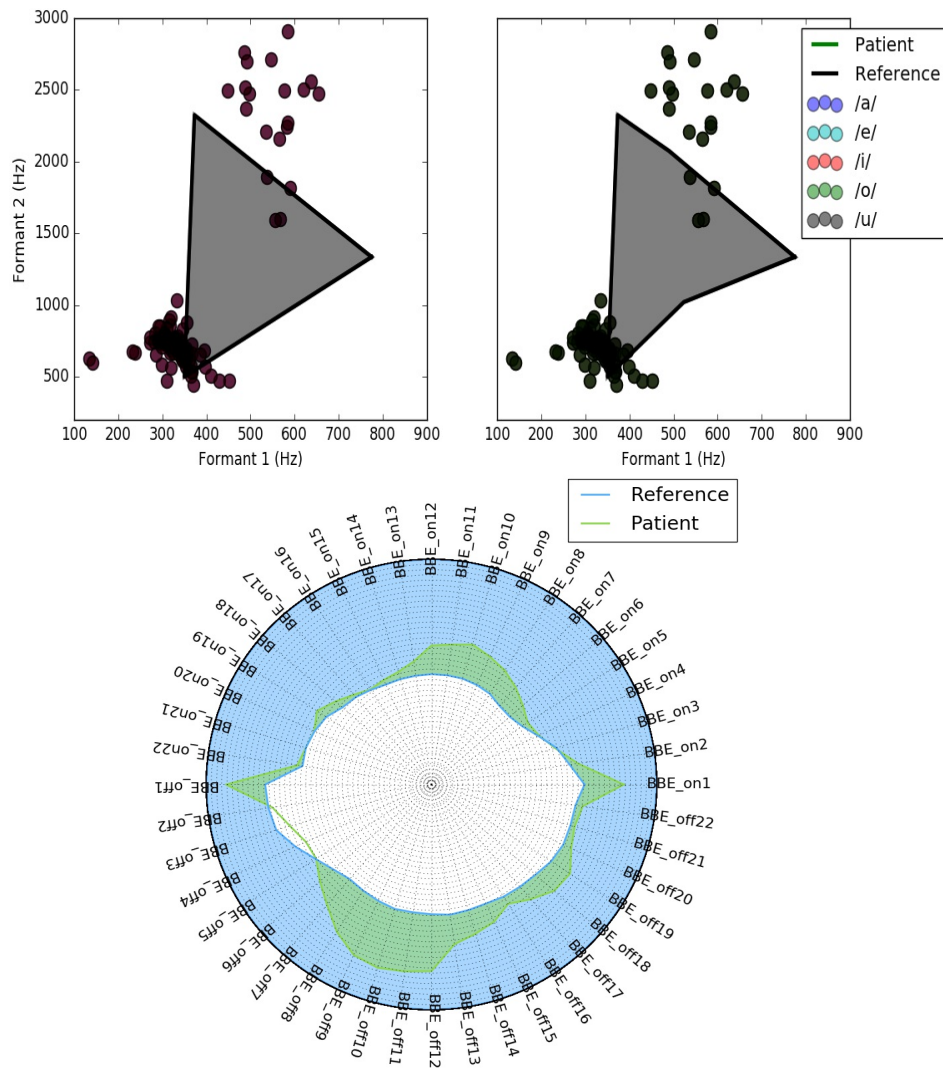 3000
2500
2000
1500
1000
500
Formant 2 (Hz)
100 200 300 400 500 600 700 800 900
Formant 1 (Hz)
100 200 300 400 500 600 700 800 900
Formant 1 (Hz)
Patient
Reference
/a/
/e/
/i/
/o/
/u/
Reference
Patient
BBE_on1
BBE_on2
BBE_on3
BBE_on4
BBE_on5
BBE_on6
BBE_on7
BBE_on8
BBE_on9
BBE_on10
BBE_on11
BBE_on12
BBE_on13
BBE_on14
BBE_on15
BBE_on16
BBE_on17
BBE_on18
BBE_on19
BBE_on20
BBE_on21
BBE_on22
BBE_off1
BBE_off2
BBE_off3
BBE_off4
BBE_off5
BBE_off6
BBE_off7
BBE_off8
BBE_off9
BBE_off10
BBE_off11
BBE_off12
BBE_off13
BBE_off14
BBE_off15
BBE_off16
BBE_off17
BBE_off18
BBE_off19
BBE_off20
BBE_off21
BBE_off22